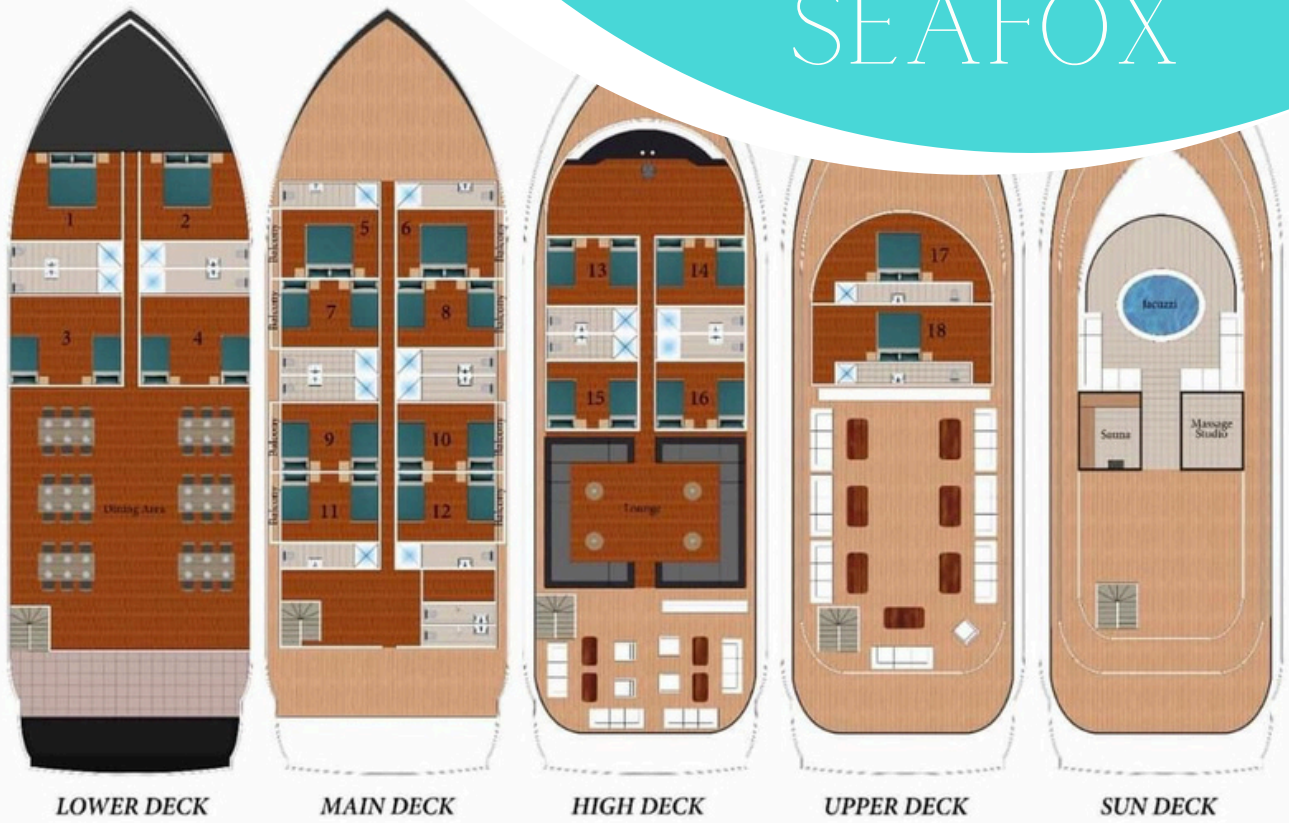 SEAFOX
1
2
3
4
Dining Area
LOWER DECK
5
6
7
8
9
10
11
12
Balcony
Balcony
Balcony
Balcony
Balcony
Balcony
Balcony
Balcony
MAIN DECK
13
14
15
16
Lounge
HIGH DECK
17
18
UPPER DECK
Jacuzzi
Sauna
Massage
Studio
SUN DECK